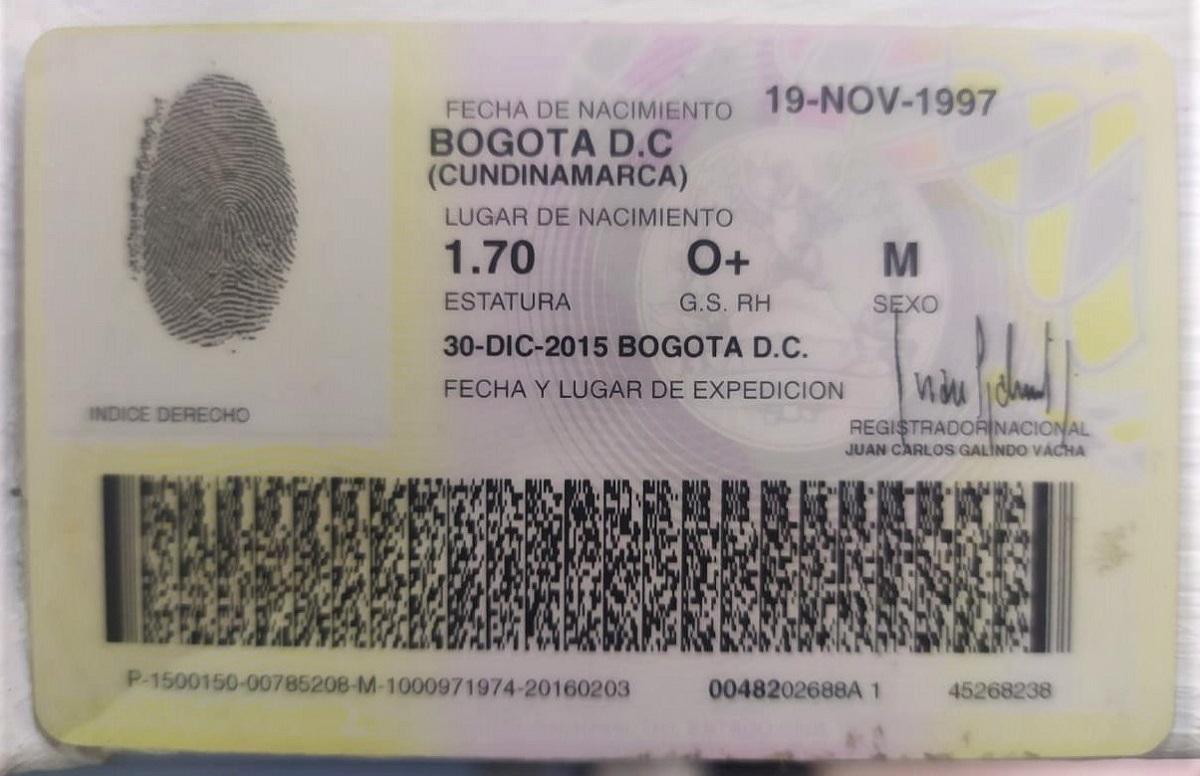 FECHA DE NACIMIENTO 19-NOV-1997
BOGOTA D.C
(CUNDINAMARCA)
LUGAR DE NACIMIENTO
1.70 O+ M
ESTATURA G.S. RH SEXO
30-DIC-2015 BOGOTA D.C.
FECHA Y LUGAR DE EXPEDICION
INDICE DERECHO
REGISTRADOR NACIONAL
JUAN CARLOS GALINDO VACHA
P-1500150-00785208-M-1000971974-20160203 0048202688A 1 45268238